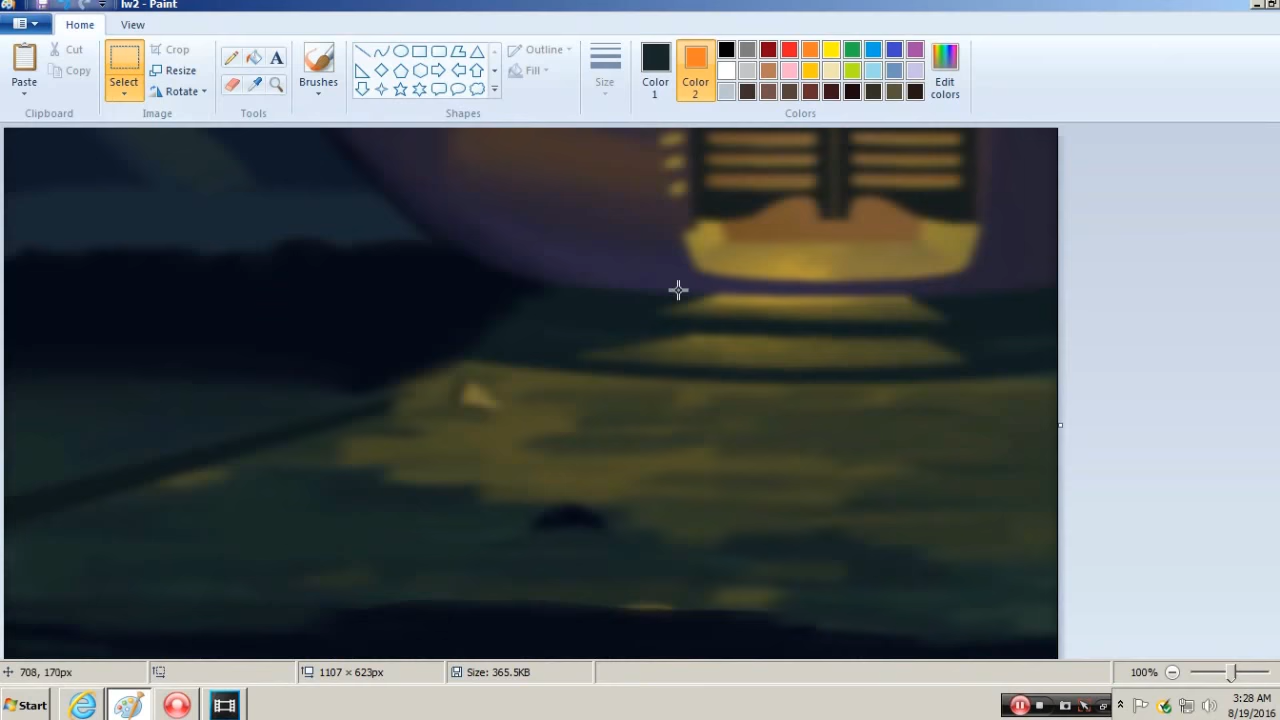 lw2 - Paint
Home View
Paste
Cut
Copy
Clipboard
Select
Crop
Resize
Rotate
Image
A
Tools
Brushes
Outline
Fill
Shapes
Size
Color 1
Color 2
Edit colors
Colors
708, 170px
1107 × 623px
Size: 365.5KB
100%
Start
3:28 AM
8/19/2016